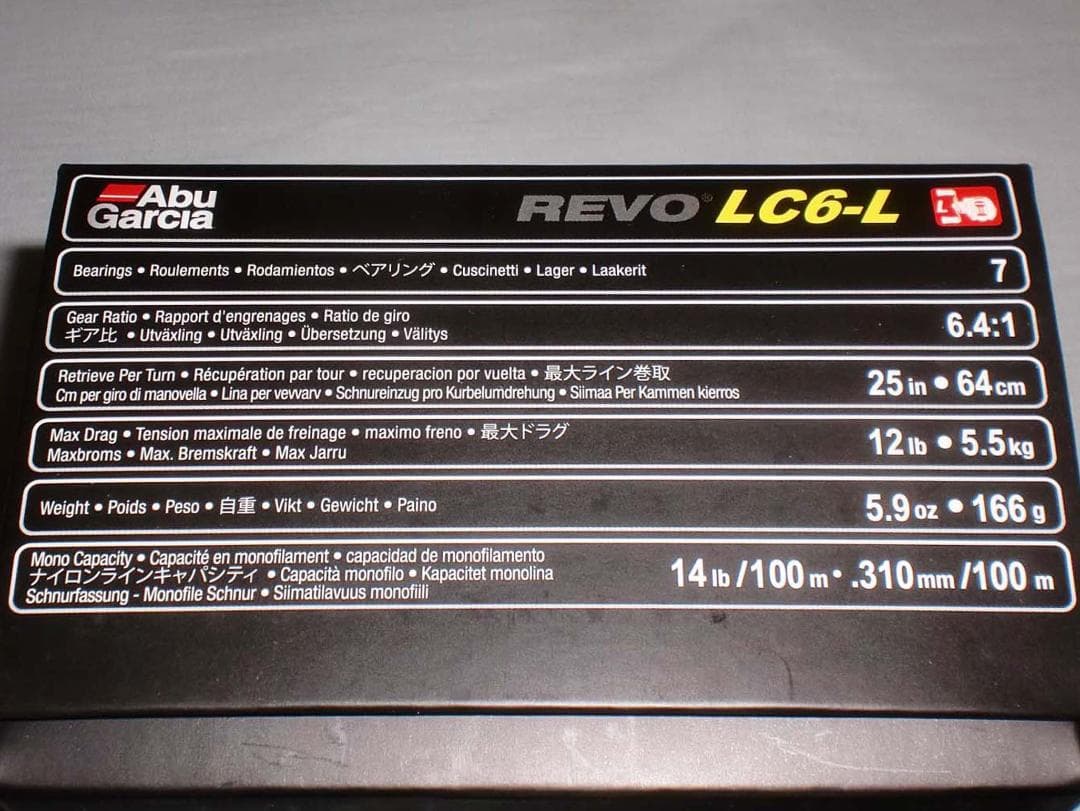 Abu
Garcia
REVO® LC6-L
L
Bearings • Roulements • Rodamientos • ベアリング • Cuscinetti • Lager • Laakerit
7
Gear Ratio • Rapport d'engrenages • Ratio de giro
ギア比 • Utväxling • Utväxling • Übersetzung • Välitys
6.4:1
Retrieve Per Turn • Récupération par tour • recuperacion por vuelta • 最大ライン巻取
Cm per giro di manovella • Lina per vevvarv • Schnureinzug pro Kurbelumdrehung • Siimaa Per Kammen kierros
25 in • 64 cm
Max Drag • Tension maximale de freinage • maximo freno • 最大ドラグ
Maxbroms • Max. Bremskraft • Max Jarru
12 lb • 5.5 kg
Weight • Poids • Peso • 自重 • Vikt • Gewicht • Paino
5.9 oz • 166 g
Mono Capacity • Capacité en monofilament • capacidad de monofilamento
ナイロンラインキャパシティ • Capacità monofilo • Kapacitet monolina
Schnurfassung - Monofile Schnur • Siimatilavuus monofiili
14 lb /100 m • .310 mm /100 m